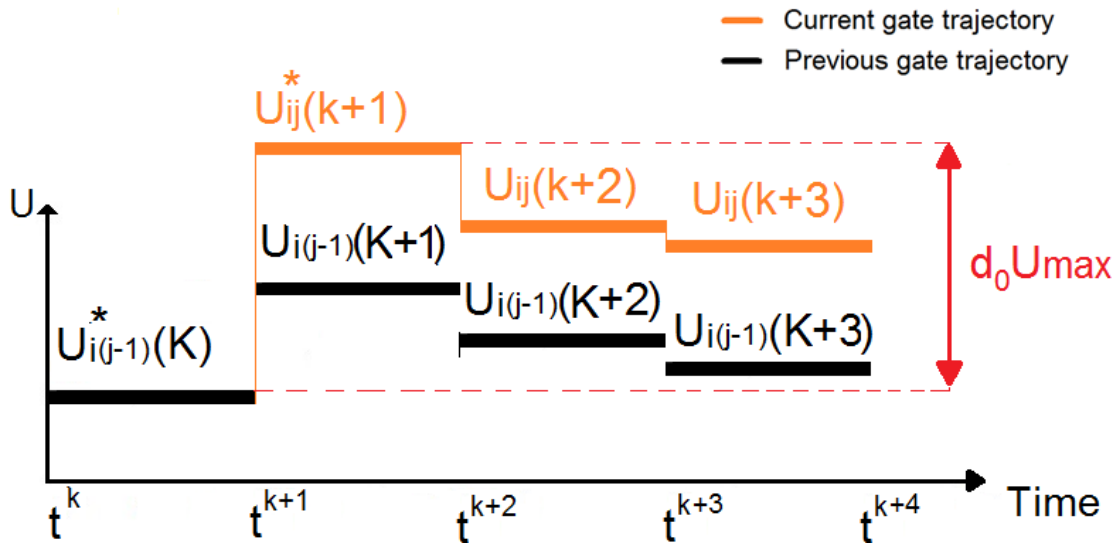 Current gate trajectory
Previous gate trajectory
U*ij(k+1)
U
Uij(k+2)
Uij(k+3)
Ui(j-1)(K+1)
d₀Umax
Ui(j-1)(K+2)
U*i(j-1)(K)
Ui(j-1)(K+3)
t^k
t^k+1
t^k+2
t^k+3
t^k+4
Time